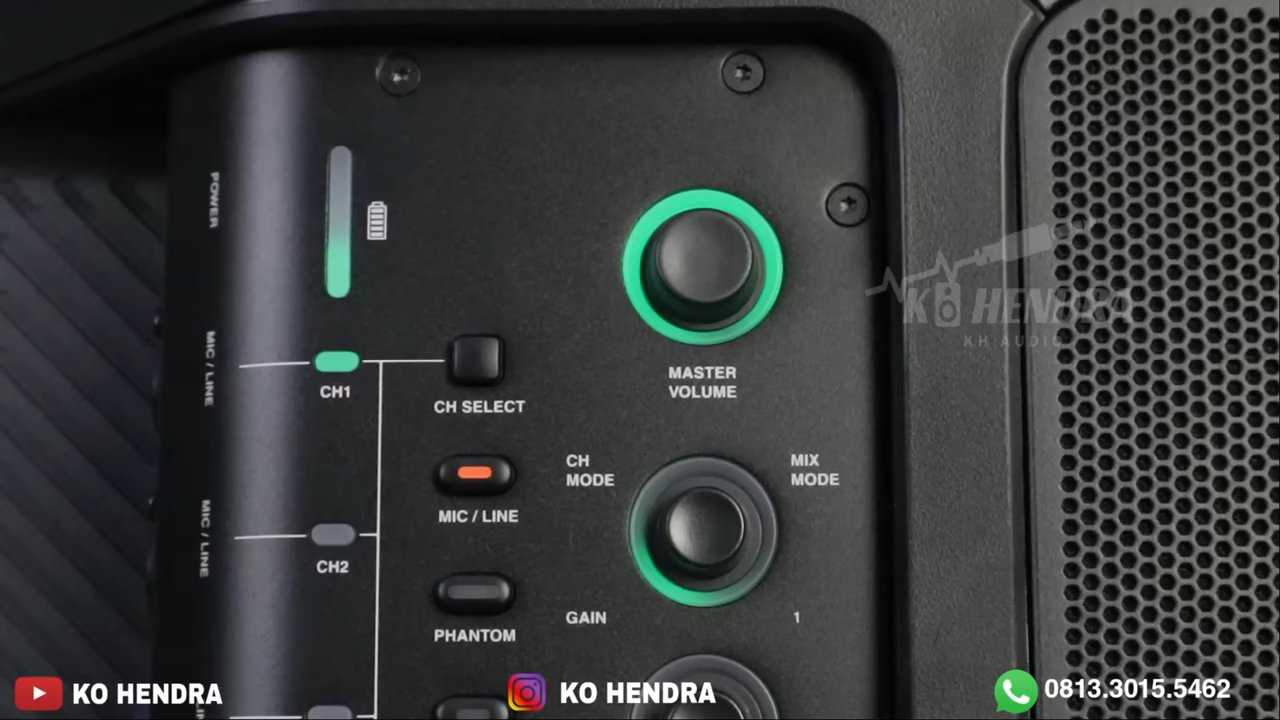 POWER
MIC / LINE
CH1
CH SELECT
MASTER
VOLUME
MIC / LINE
CH
MODE
MIX
MODE
MIC / LINE
CH2
PHANTOM
GAIN
1
KO HENDRA
KH AUDIO
KO HENDRA
KO HENDRA
0813.3015.5462